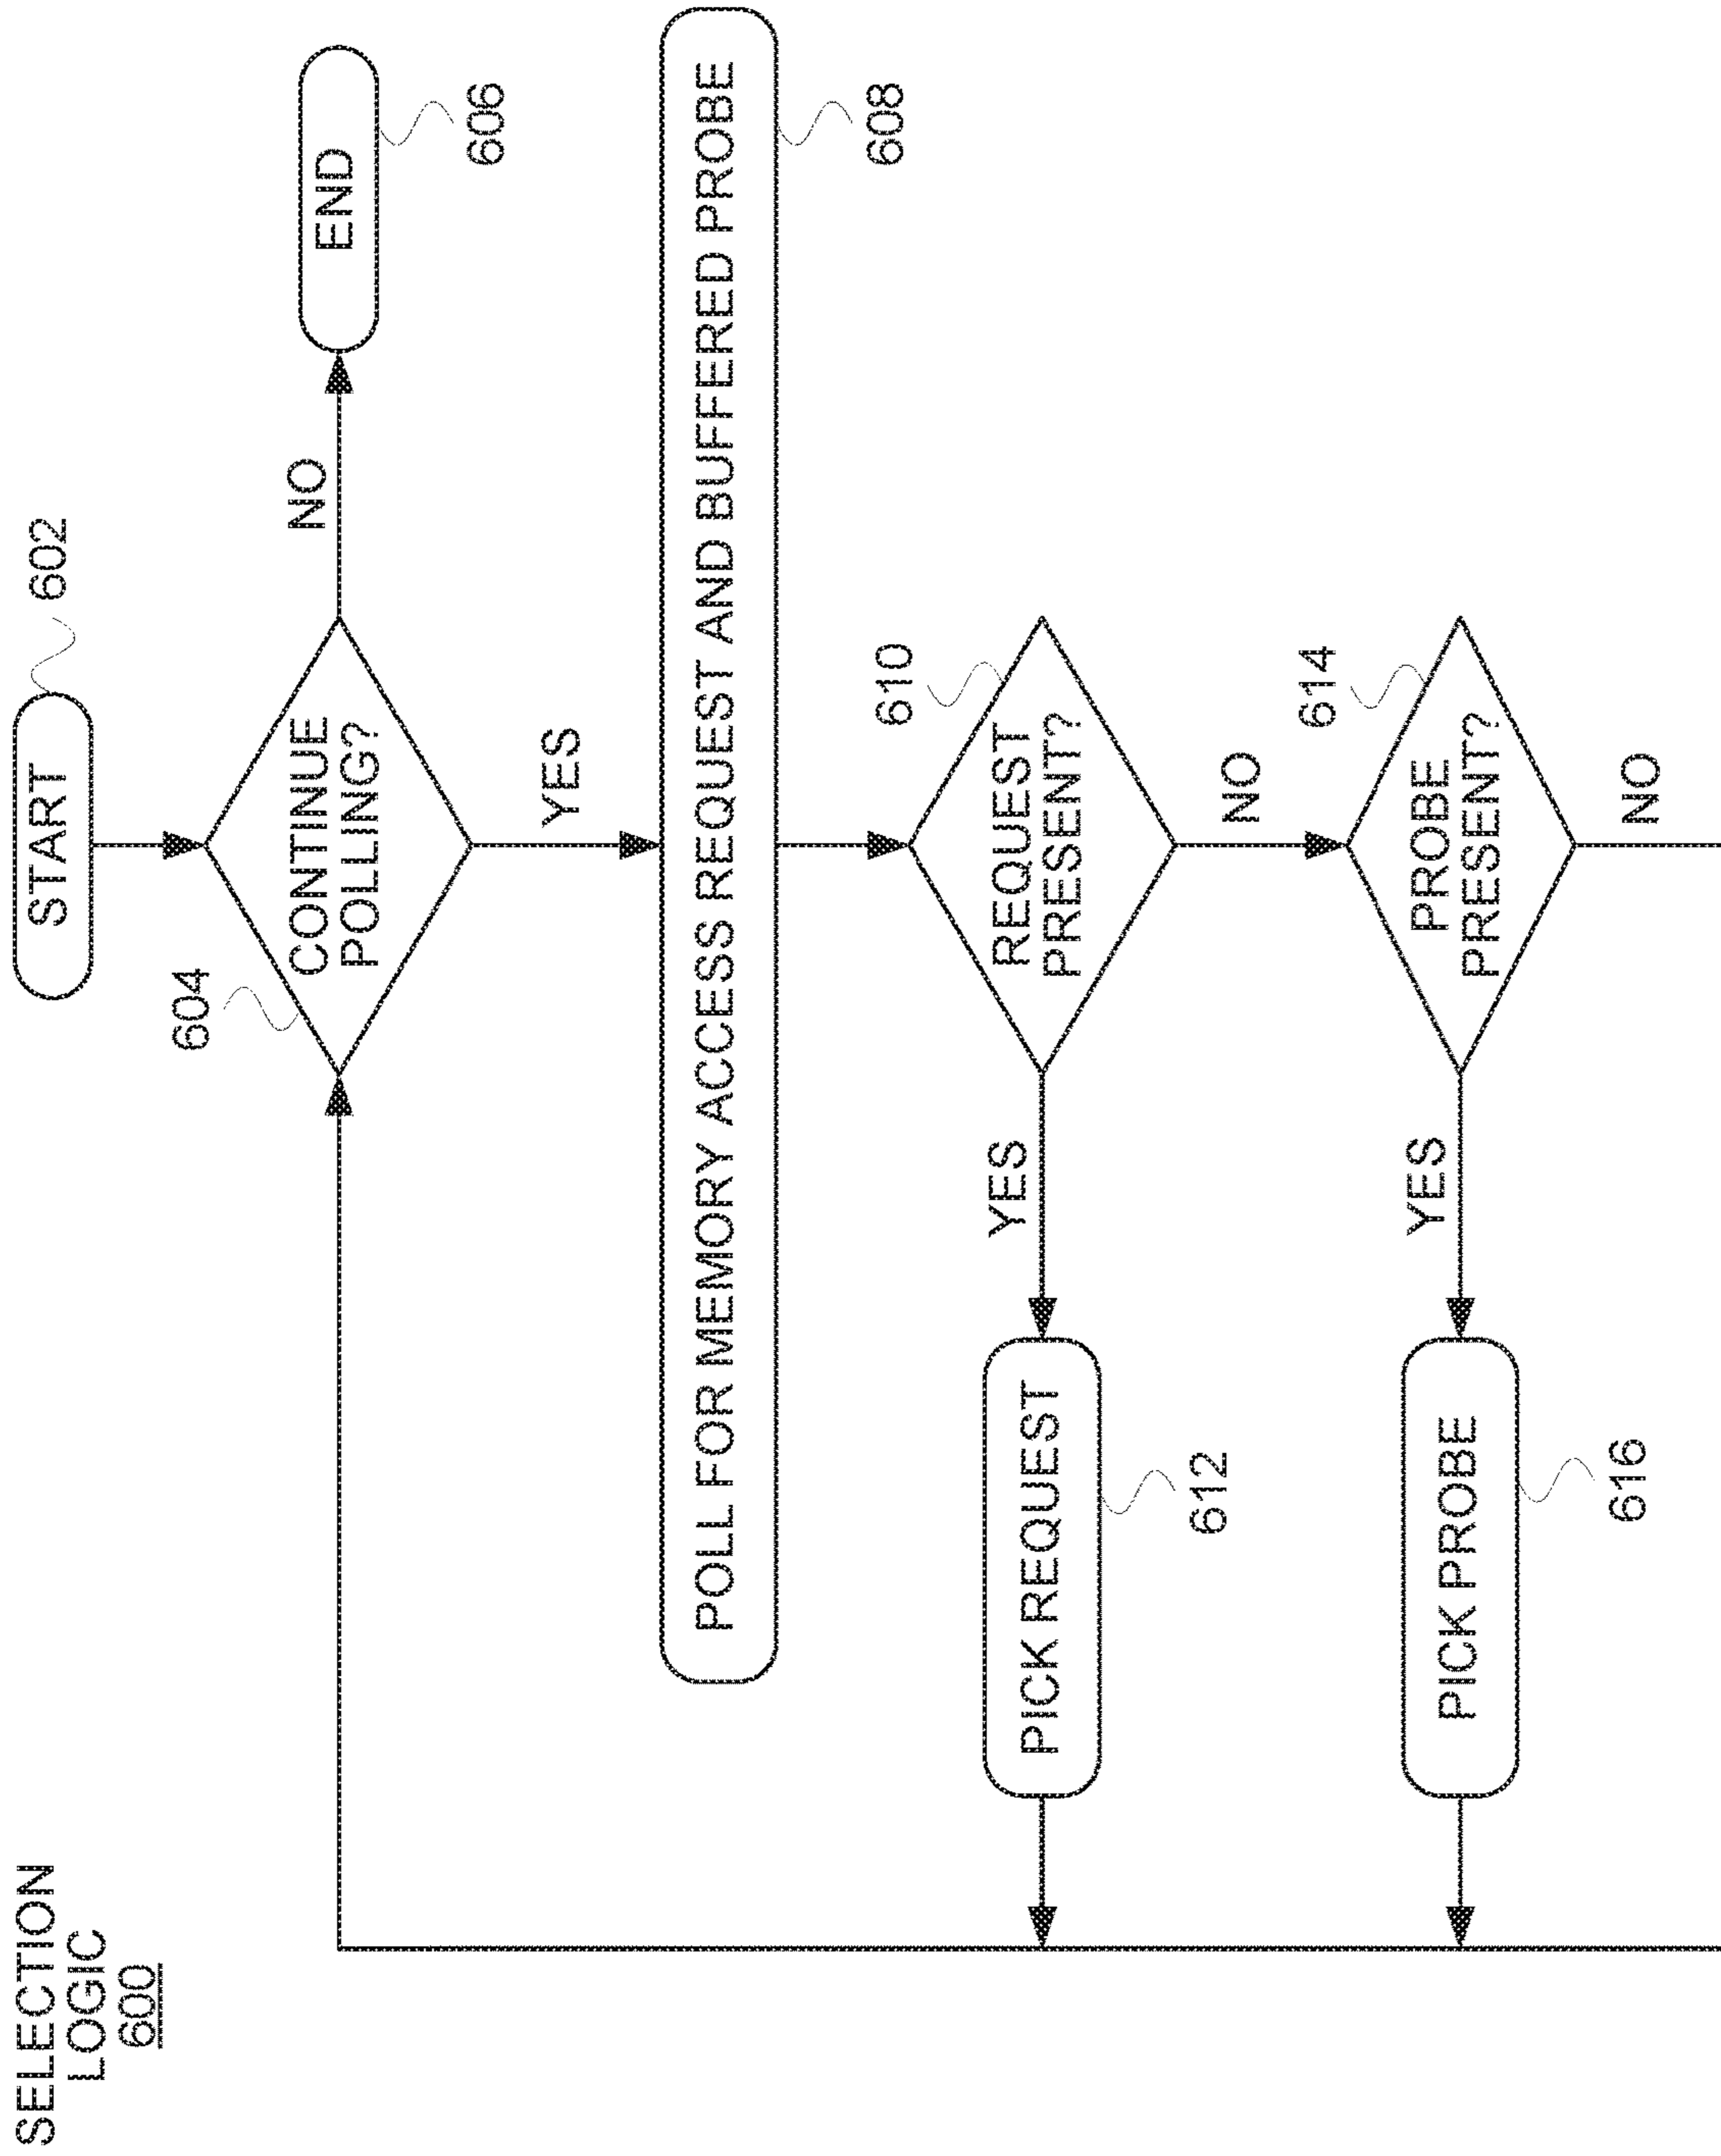 SELECTION
LOGIC
600
START
602
604
CONTINUE
POLLING?
NO
END
606
YES
POLL FOR MEMORY ACCESS REQUEST AND BUFFERED PROBE
608
610
REQUEST
PRESENT?
YES
PICK REQUEST
612
NO
614
PROBE
PRESENT?
YES
PICK PROBE
616
NO